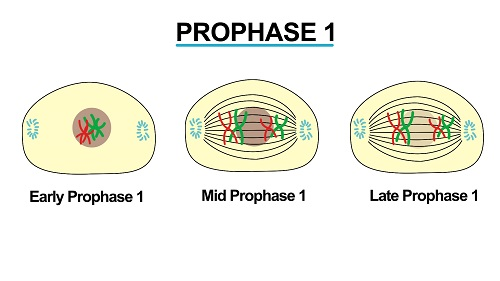 PROPHASE 1
Early Prophase 1
Mid Prophase 1
Late Prophase 1